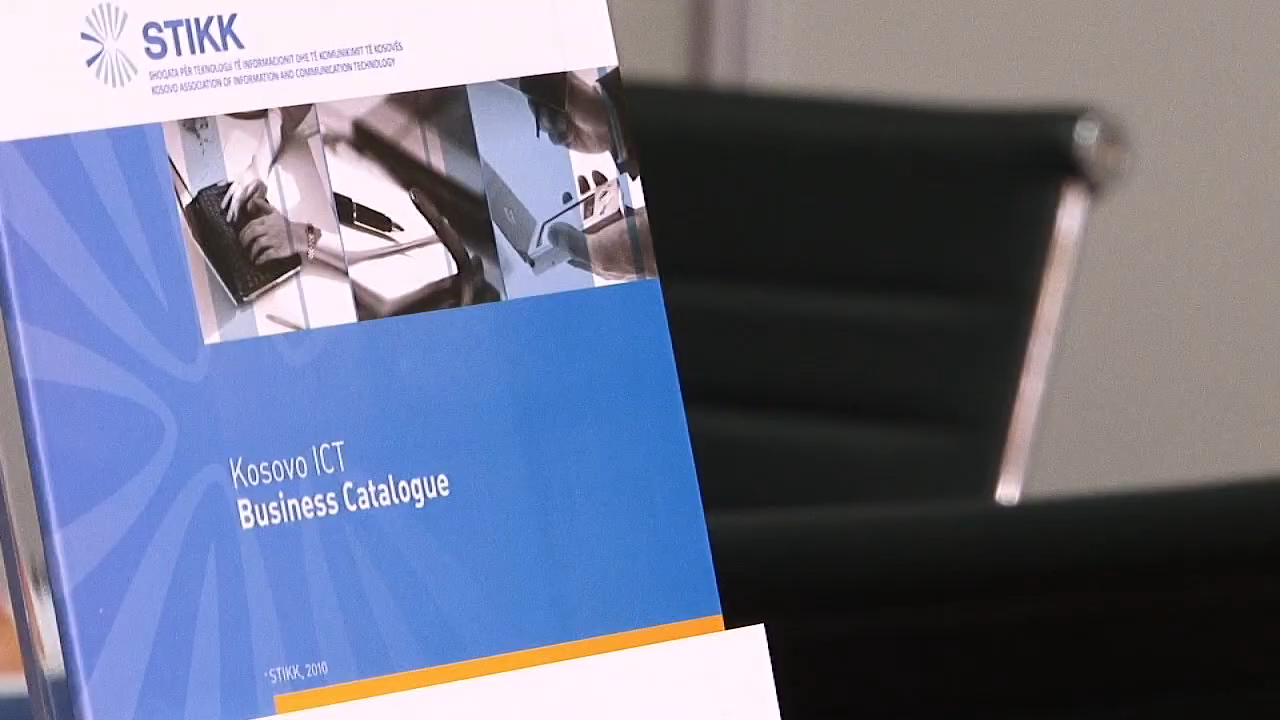 STIKK
SHOQATA PËR TEKNOLOGJI TË INFORMACIONIT DHE TË KOMUNIKIMIT TË KOSOVËS
KOSOVO ASSOCIATION OF INFORMATION AND COMMUNICATION TECHNOLOGY
Kosovo ICT
Business Catalogue
STIKK, 2010